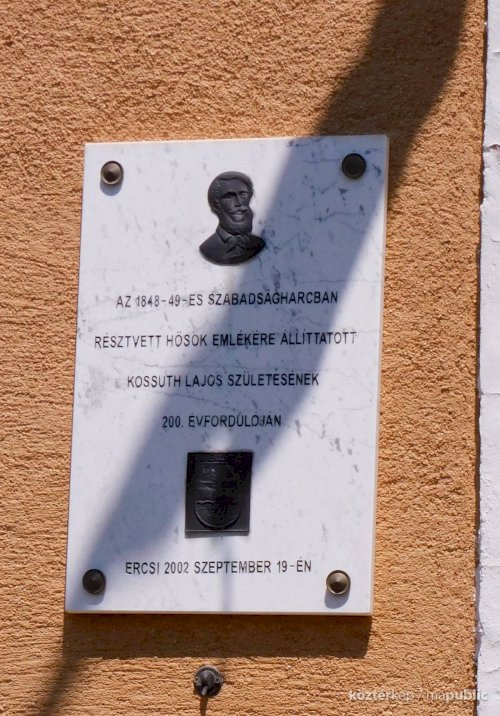 AZ 1848-49-ES SZABADSÁGHARCBAN
RÉSZTVETT HŐSÖK EMLÉKÉRE ÁLLÍTTATOTT
KOSSUTH LAJOS SZÜLETÉSÉNEK
200. ÉVFORDULÓJÁN
ERCSI 2002 SZEPTEMBER 19-ÉN
köztérkép / mapublic